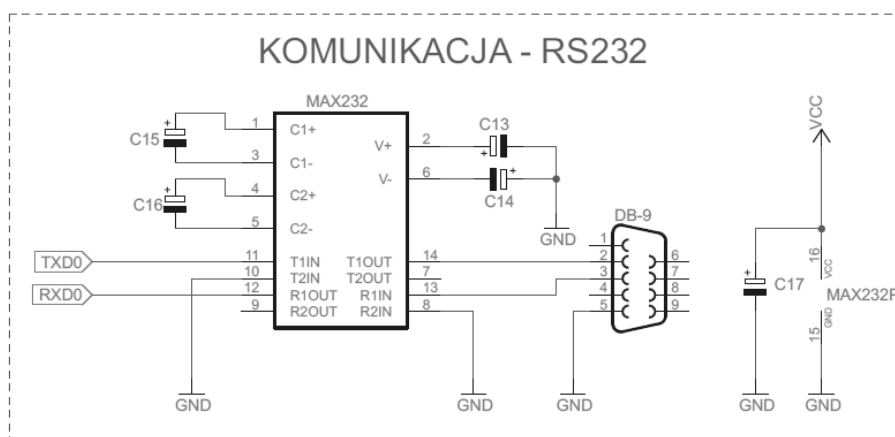 KOMUNIKACJA - RS232
MAX232
C15
+
1
C1+
3
C1-
C16
+
4
C2+
5
C2-
V+
2
C13
+
V-
6
C14
+
GND
TXD0
11
T1IN
10
T2IN
RXD0
12
R1OUT
9
R2OUT
T1OUT
14
T2OUT
7
R1IN
13
R2IN
8
GND
GND
DB-9
1
2
3
4
5
6
7
8
9
GND
VCC
+
C17
16
VCC
GND
15
GND
GND